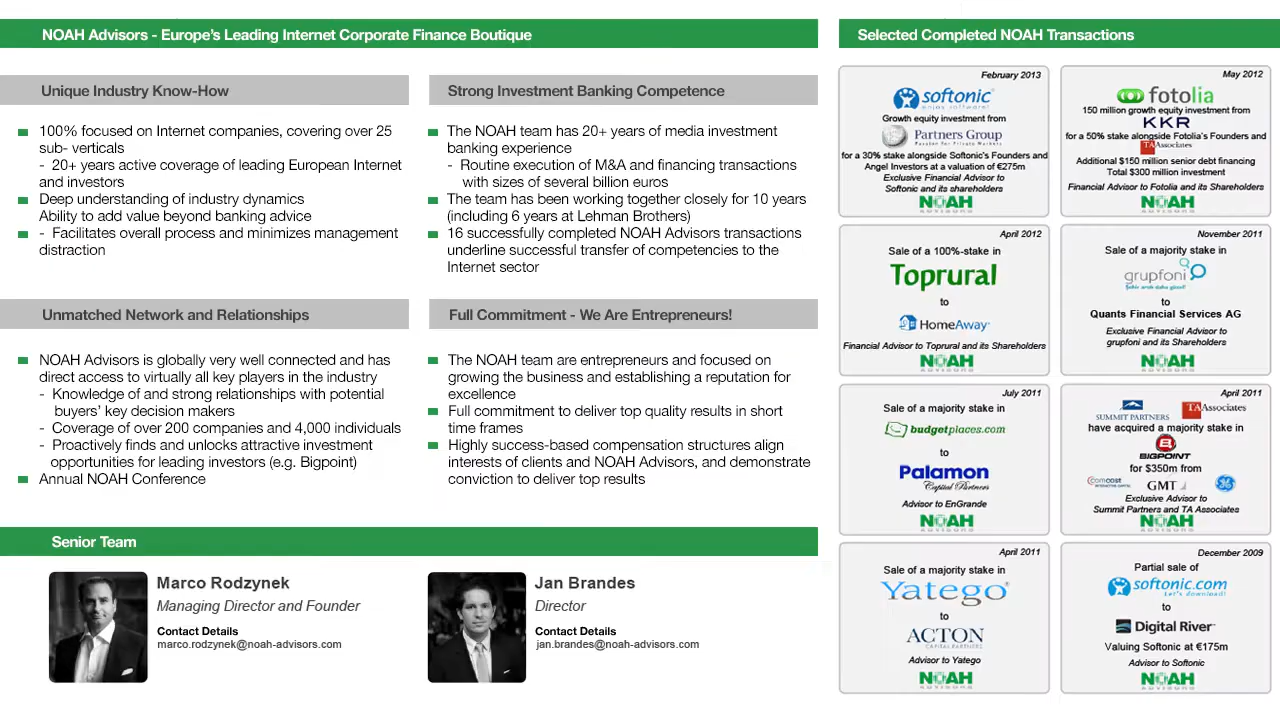 NOAH Advisors - Europe's Leading Internet Corporate Finance Boutique
Unique Industry Know-How
100% focused on Internet companies, covering over 25
sub- verticals
- 20+ years active coverage of leading European Internet
and investors
Deep understanding of industry dynamics
Ability to add value beyond banking advice
- Facilitates overall process and minimizes management
distraction
Strong Investment Banking Competence
The NOAH team has 20+ years of media investment
banking experience
- Routine execution of M&A and financing transactions
with sizes of several billion euros
The team has been working together closely for 10 years
(including 6 years at Lehman Brothers)
16 successfully completed NOAH Advisors transactions
underline successful transfer of competencies to the
Internet sector
Unmatched Network and Relationships
NOAH Advisors is globally very well connected and has
direct access to virtually all key players in the industry
- Knowledge of and strong relationships with potential
buyers' key decision makers
- Coverage of over 200 companies and 4,000 individuals
- Proactively finds and unlocks attractive investment
opportunities for leading investors (e.g. Bigpoint)
Annual NOAH Conference
Full Commitment - We Are Entrepreneurs!
The NOAH team are entrepreneurs and focused on
growing the business and establishing a reputation for
excellence
Full commitment to deliver top quality results in short
time frames
Highly success-based compensation structures align
interests of clients and NOAH Advisors, and demonstrate
conviction to deliver top results
Senior Team
Marco Rodzynek
Managing Director and Founder
Contact Details
marco.rodzynek@noah-advisors.com
Jan Brandes
Director
Contact Details
jan.brandes@noah-advisors.com
Selected Completed NOAH Transactions
February 2013
softonic
enjoy software!
Growth equity investment from
Partners Group
Passion for Private Markets
for a 30% stake alongside Softonic's Founders and
Angel Investors at a valuation of €275m
Exclusive Financial Advisor to
Softonic and its shareholders
NOAH
ADVISORS
May 2012
fotolia
150 million growth equity investment from
KKR
for a 50% stake alongside Fotolia's Founders and
TA Associates
Additional $150 million senior debt financing
Total $300 million investment
Financial Advisor to Fotolia and its Shareholders
NOAH
ADVISORS
April 2012
Sale of a 100%-stake in
Toprural
to
HomeAway
Financial Advisor to Toprural and its Shareholders
NOAH
ADVISORS
November 2011
Sale of a majority stake in
grupfoni
to
Quants Financial Services AG
Exclusive Financial Advisor to
grupfoni and its Shareholders
NOAH
ADVISORS
July 2011
Sale of a majority stake in
budgetplaces.com
to
Palamon
Capital Partners
Advisor to EnGrande
NOAH
ADVISORS
April 2011
SUMMIT PARTNERS TA Associates
have acquired a majority stake in
BIGPOINT
for $350m from
comcast GMT
Exclusive Advisor to
Summit Partners and TA Associates
NOAH
ADVISORS
April 2011
Sale of a majority stake in
Yatego
to
ACTON
CAPITAL PARTNERS
Advisor to Yatego
NOAH
ADVISORS
December 2009
Partial sale of
softonic.com
Let's download!
to
Digital River
Valuing Softonic at €175m
Advisor to Softonic
NOAH
ADVISORS